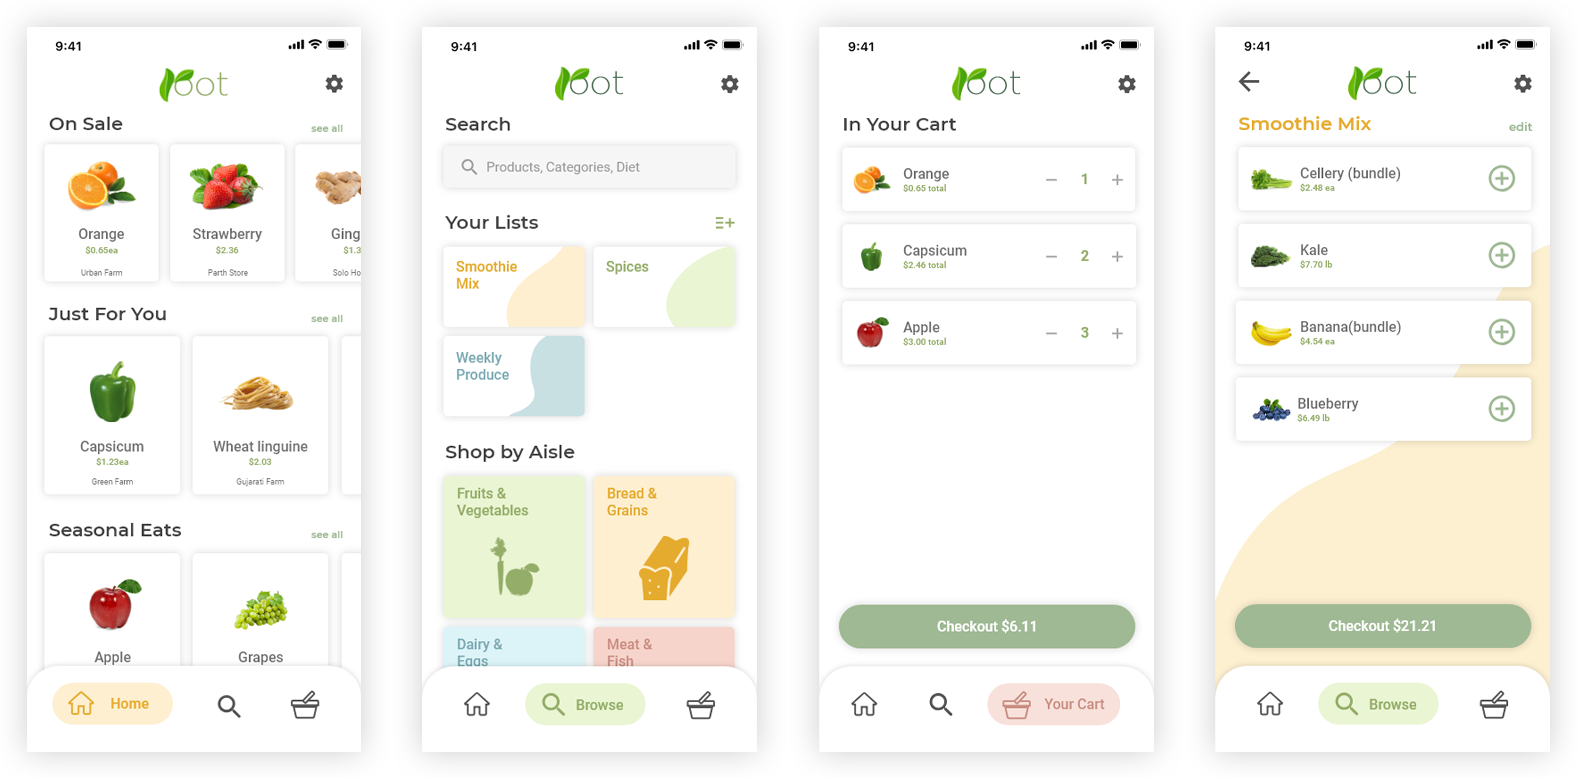 9:41
Root
On Sale
see all
Orange
$0.65ea
Urban Farm
Strawberry
$2.36
Parth Store
Ging
$1.3
Solo Ho
Just For You
see all
Capsicum
$1.23ea
Green Farm
Wheat linguine
$2.03
Gujarati Farm
Seasonal Eats
see all
Apple
Grapes
Home
9:41
Root
Search
Products, Categories, Diet
Your Lists
Smoothie
Mix
Spices
Weekly
Produce
Shop by Aisle
Fruits &
Vegetables
Bread &
Grains
Dairy &
Eggs
Meat &
Fish
Browse
9:41
Root
In Your Cart
Orange
$0.65 total
1
Capsicum
$2.46 total
2
Apple
$3.00 total
3
Checkout $6.11
Your Cart
9:41
Root
Smoothie Mix
edit
Cellery (bundle)
$2.48 ea
Kale
$7.70 lb
Banana(bundle)
$4.54 ea
Blueberry
$6.49 lb
Checkout $21.21
Browse